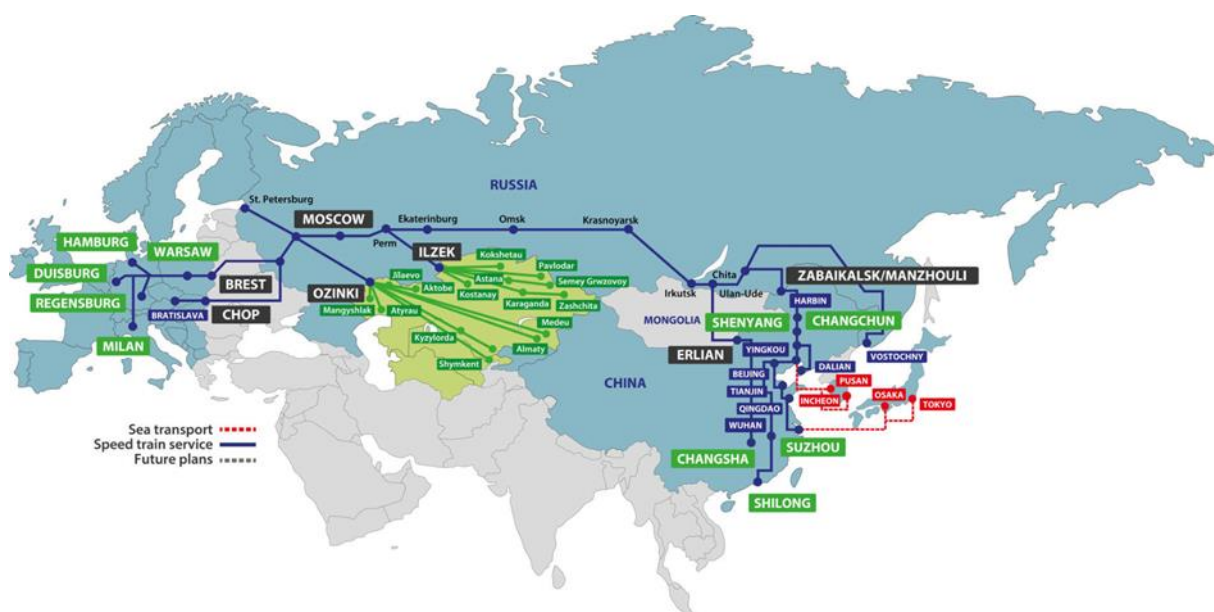 RUSSIA
St. Petersburg
MOSCOW
Ekaterinburg
Omsk
Krasnoyarsk
HAMBURG
WARSAW
Perm
ILZEK
Kokshetau
Pavlodar
Chita
ZABAIKALSK/MANZHOULI
DUISBURG
BREST
Jilaevo
Astana
Semey Grwzovoy
OZINKI
Aktobe
Kostanay
Irkutsk
Ulan-Ude
HARBIN
REGENSBURG
BRATISLAVA
CHOP
Mangyshlak
Atyrau
Karaganda
Zashchita
MONGOLIA
SHENYANG
CHANGCHUN
MILAN
Kyzylorda
Medeu
Almaty
ERLIAN
YINGKOU
VOSTOCHNY
Shymkent
CHINA
BEIJING
DALIAN
TIANJIN
PUSAN
INCHEON
OSAKA
TOKYO
QINGDAO
WUHAN
Sea transport
Speed train service
Future plans
CHANGSHA
SUZHOU
SHILONG